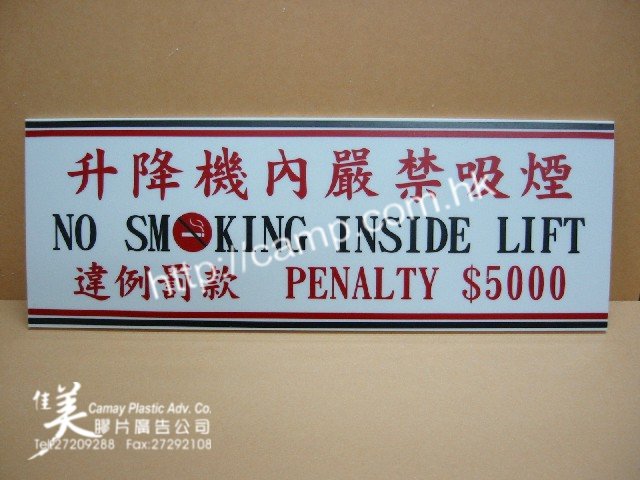 升降機內嚴禁吸煙
NO SMOKING INSIDE LIFT
違例罰款 PENALTY $5000
http://camp.com.hk
佳美 Camay Plastic Adv. Co.
膠片廣告公司
Tel:27209288 Fax:27292108